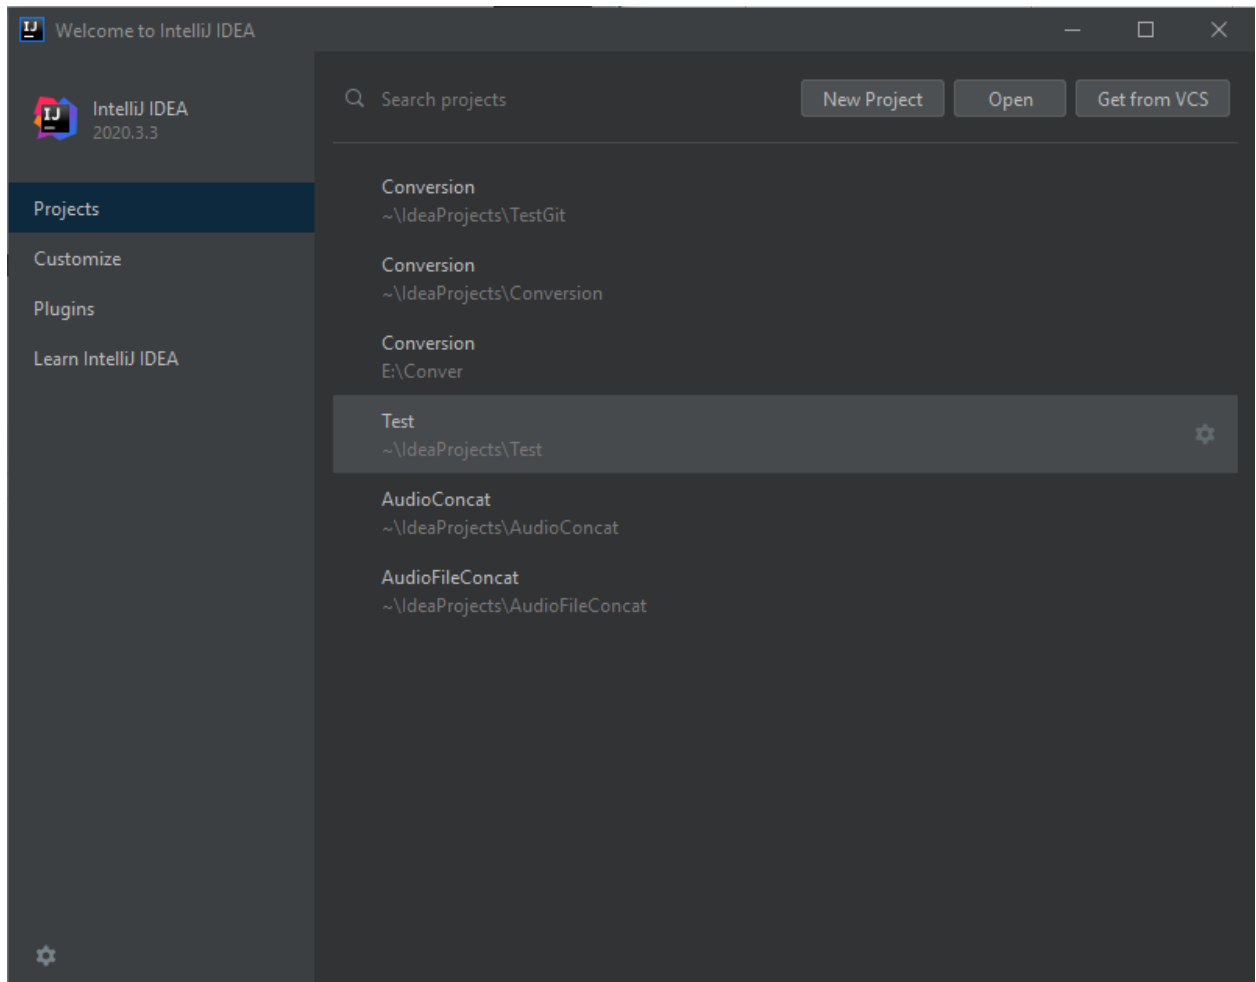 IJ Welcome to IntelliJ IDEA
IJ
IntelliJ IDEA
2020.3.3
Projects
Customize
Plugins
Learn IntelliJ IDEA
Search projects
New Project
Open
Get from VCS
Conversion
~\IdeaProjects\TestGit
Conversion
~\IdeaProjects\Conversion
Conversion
E:\Conver
Test
~\IdeaProjects\Test
AudioConcat
~\IdeaProjects\AudioConcat
AudioFileConcat
~\IdeaProjects\AudioFileConcat